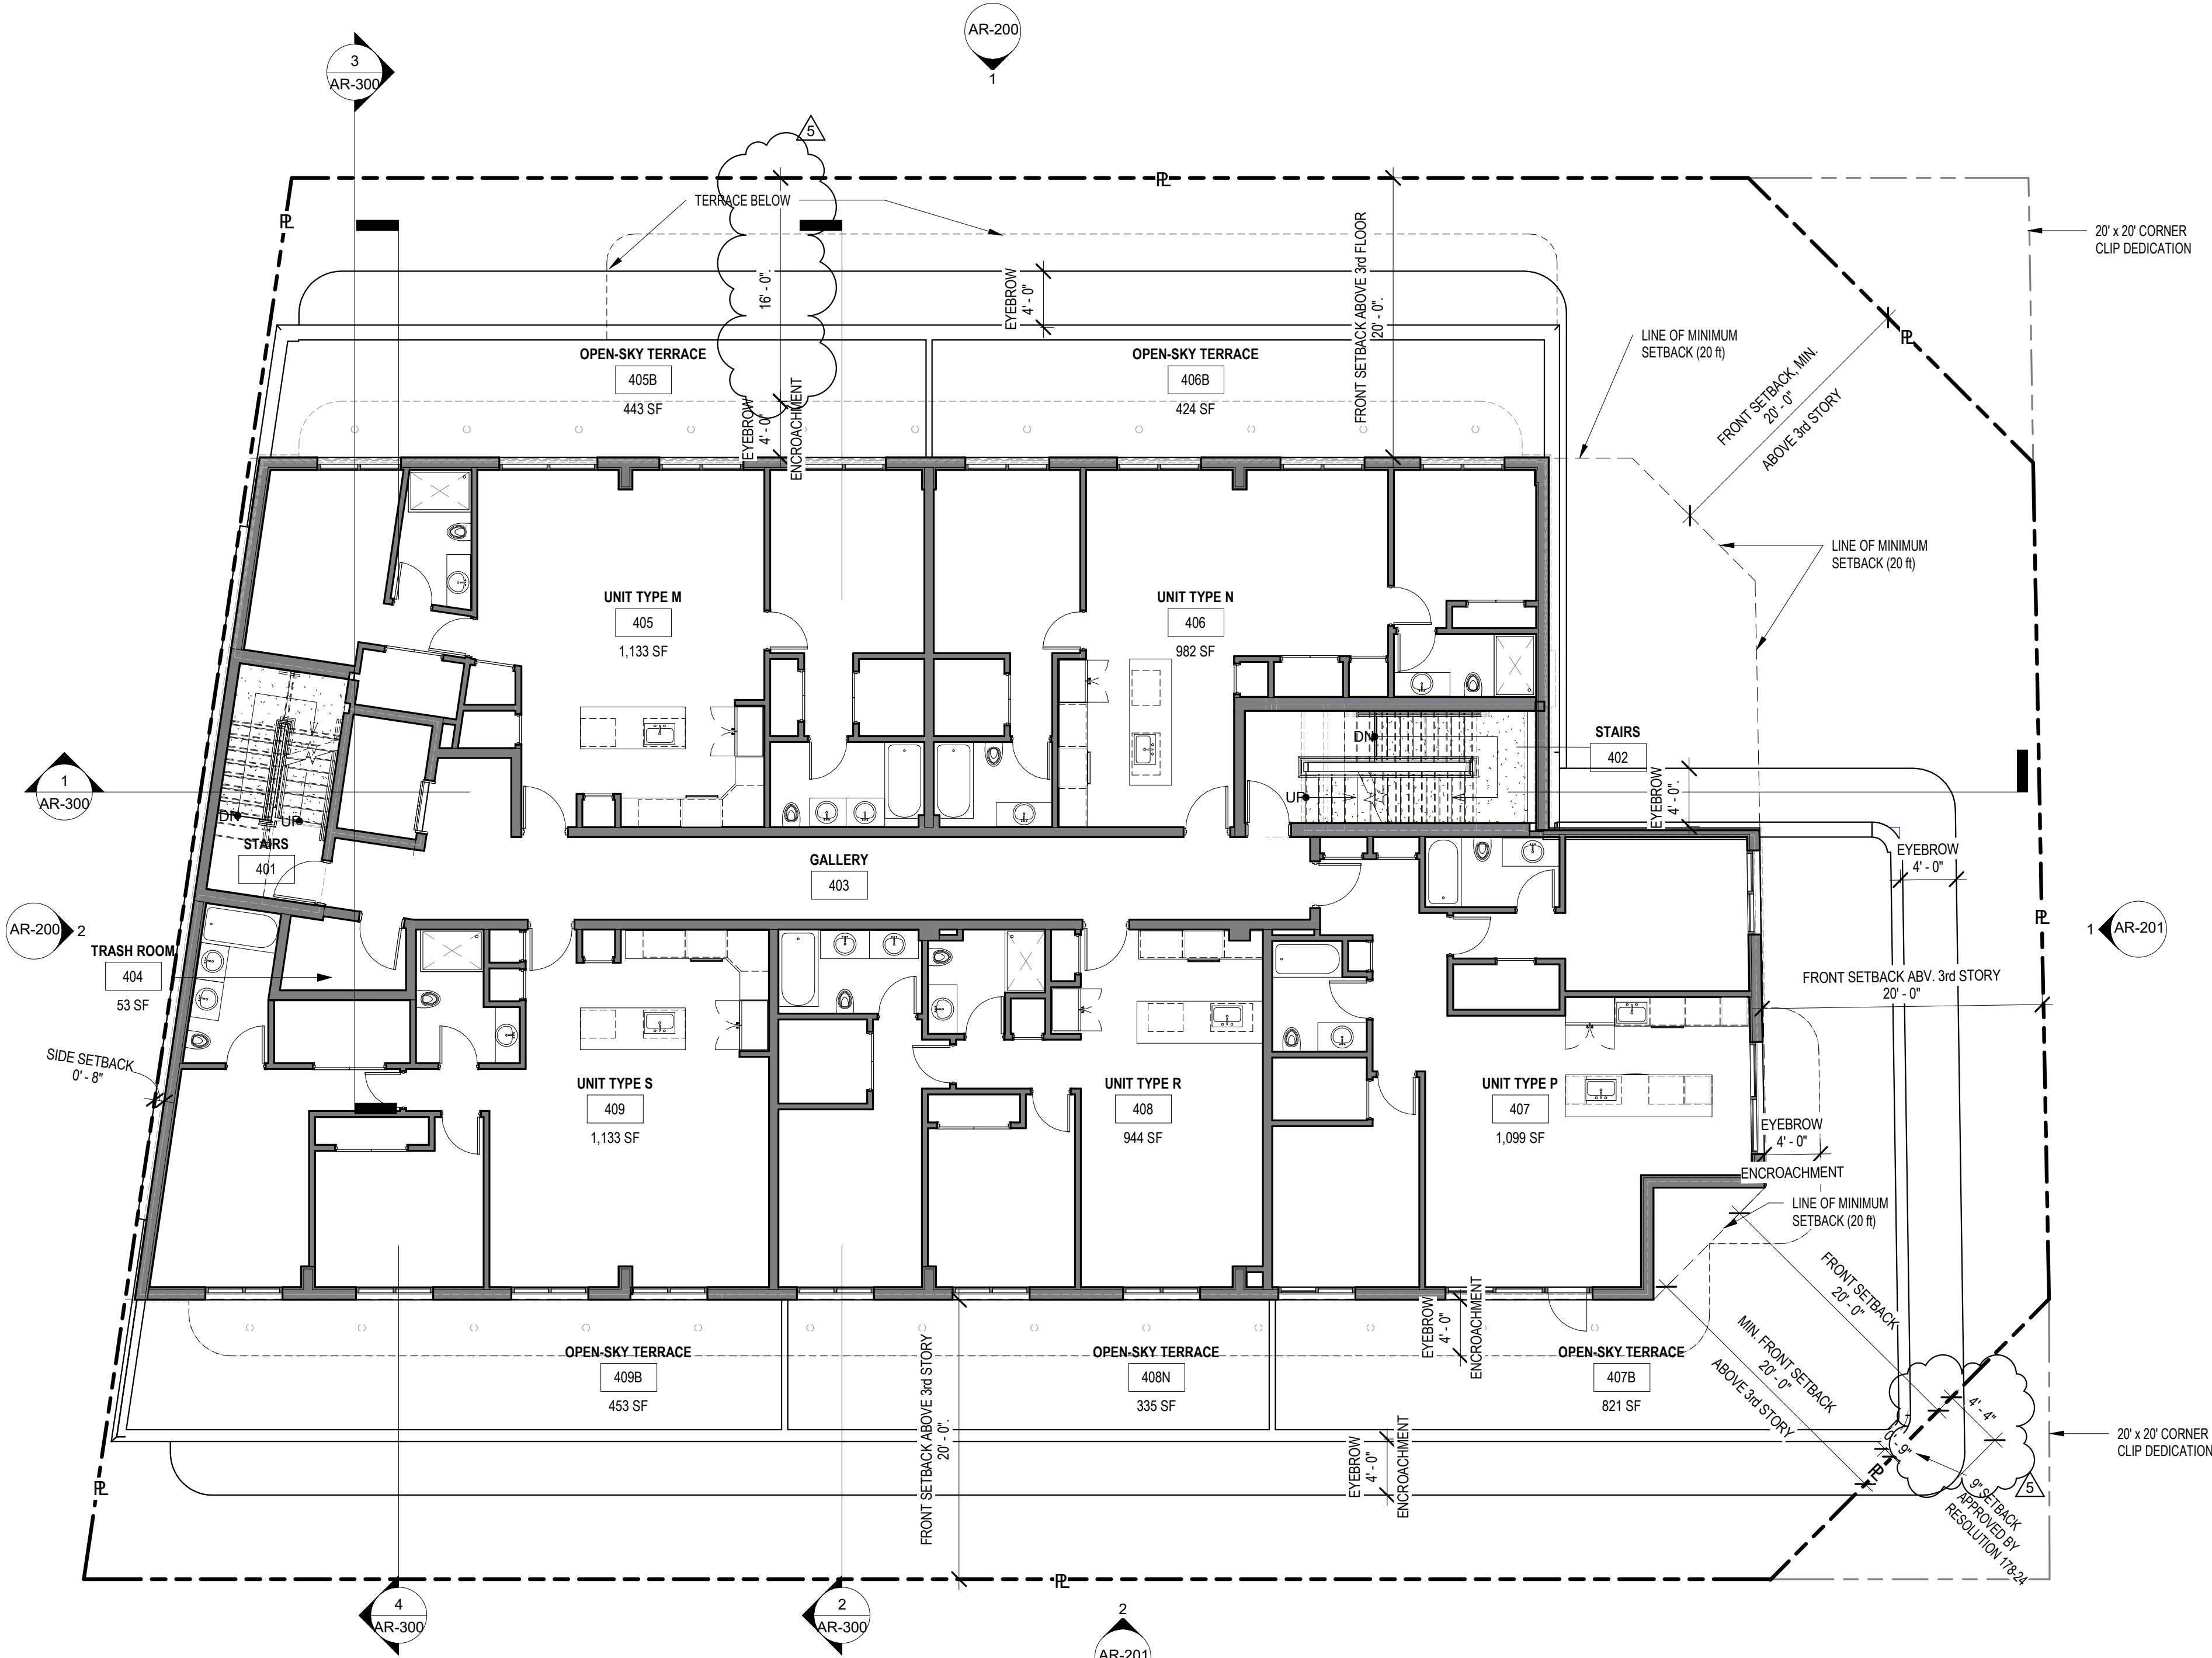 AR-200
1
3
AR-300
5
PL
PL
TERRACE BELOW
20' x 20' CORNER
CLIP DEDICATION
16' - 0".
EYEBROW
4' - 0"
FRONT SETBACK ABOVE 3rd FLOOR
20' - 0".
LINE OF MINIMUM
SETBACK (20 ft)
PL
FRONT SETBACK, MIN.
20' - 0"
ABOVE 3rd STORY
OPEN-SKY TERRACE
405B
443 SF
OPEN-SKY TERRACE
406B
424 SF
EYEBROW
4' - 0"
ENCROACHMENT
LINE OF MINIMUM
SETBACK (20 ft)
UNIT TYPE M
405
1,133 SF
UNIT TYPE N
406
982 SF
STAIRS
402
DN
UP
1
AR-300
EYEBROW
4' - 0".
DN
UP
STAIRS
401
GALLERY
403
EYEBROW
4' - 0"
PL
AR-200
2
1
AR-201
TRASH ROOM
404
53 SF
FRONT SETBACK ABV. 3rd STORY
20' - 0"
SIDE SETBACK
0' - 8"
UNIT TYPE S
409
1,133 SF
UNIT TYPE R
408
944 SF
UNIT TYPE P
407
1,099 SF
EYEBROW
4' - 0"
ENCROACHMENT
LINE OF MINIMUM
SETBACK (20 ft)
FRONT SETBACK
20' - 0"
MIN. FRONT SETBACK
20' - 0"
ABOVE 3rd STORY
EYEBROW
4' - 0"
ENCROACHMENT
OPEN-SKY TERRACE
409B
453 SF
OPEN-SKY TERRACE
408N
335 SF
OPEN-SKY TERRACE
407B
821 SF
FRONT SETBACK ABOVE 3rd STORY
20' - 0".
EYEBROW
4' - 0"
ENCROACHMENT
4' - 4"
0' - 9"
PL
20' x 20' CORNER
CLIP DEDICATION
9" SETBACK
APPROVED BY
RESOLUTION 178-24
5
PL
PL
4
AR-300
2
AR-300
2
AR-201